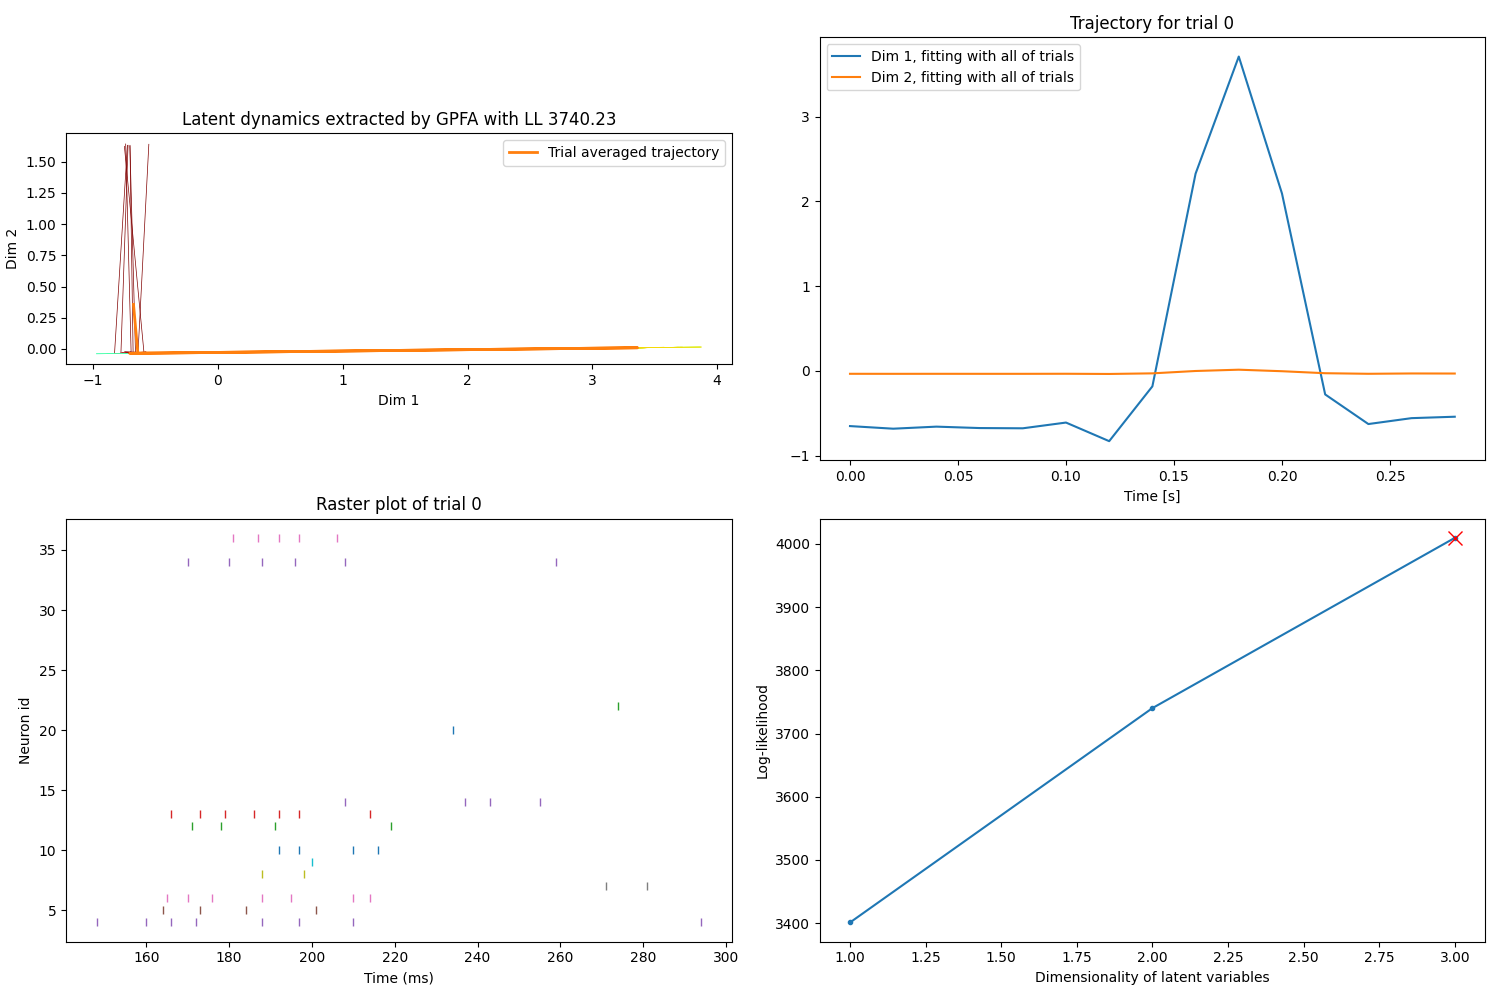 Latent dynamics extracted by GPFA with LL 3740.23
Trial averaged trajectory
1.50
1.25
1.00
0.75
0.50
0.25
0.00
Dim 2
−1 0 1 2 3 4
Dim 1
Trajectory for trial 0
Dim 1, fitting with all of trials
Dim 2, fitting with all of trials
3
2
1
0
−1
0.00 0.05 0.10 0.15 0.20 0.25
Time [s]
Raster plot of trial 0
35
30
25
20
15
10
5
Neuron id
160 180 200 220 240 260 280 300
Time (ms)
4000
3900
3800
3700
3600
3500
3400
Log-likelihood
1.00 1.25 1.50 1.75 2.00 2.25 2.50 2.75 3.00
Dimensionality of latent variables